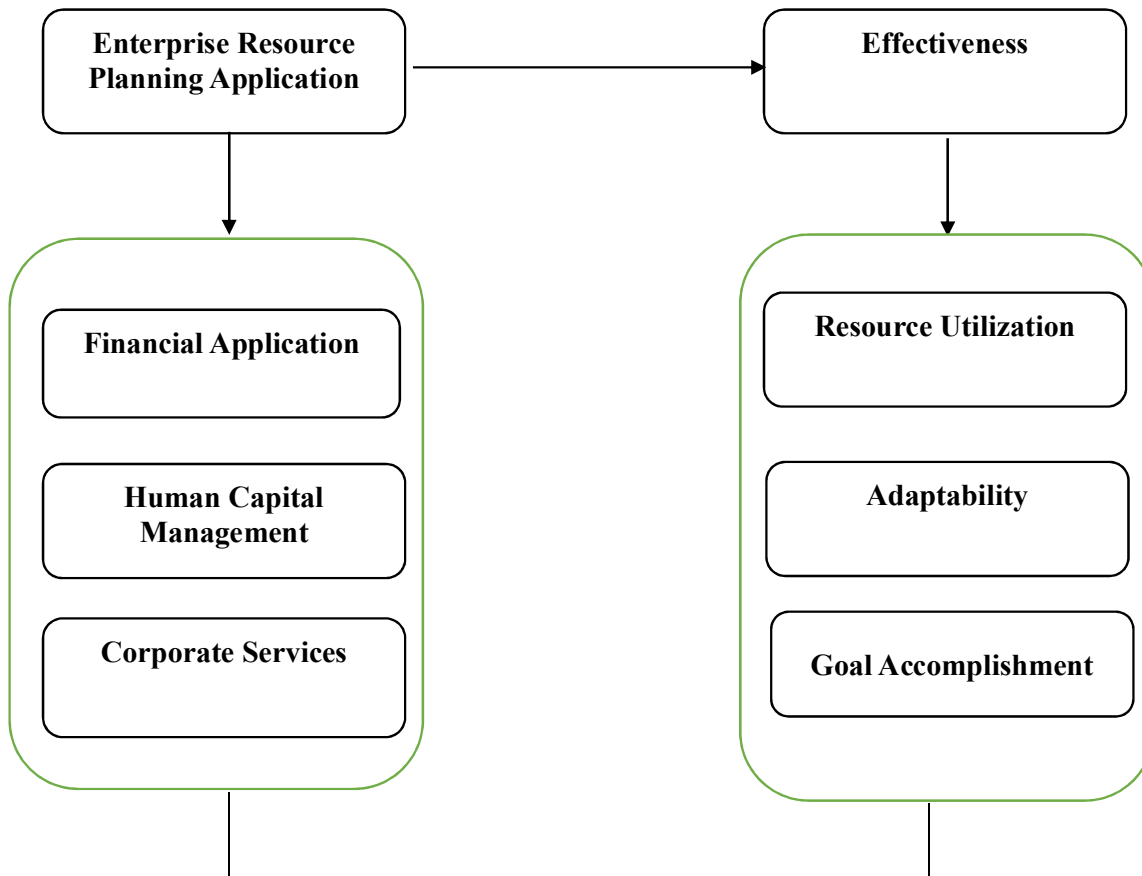 Enterprise Resource
Planning Application
Effectiveness
Financial Application
Human Capital
Management
Corporate Services
Resource Utilization
Adaptability
Goal Accomplishment